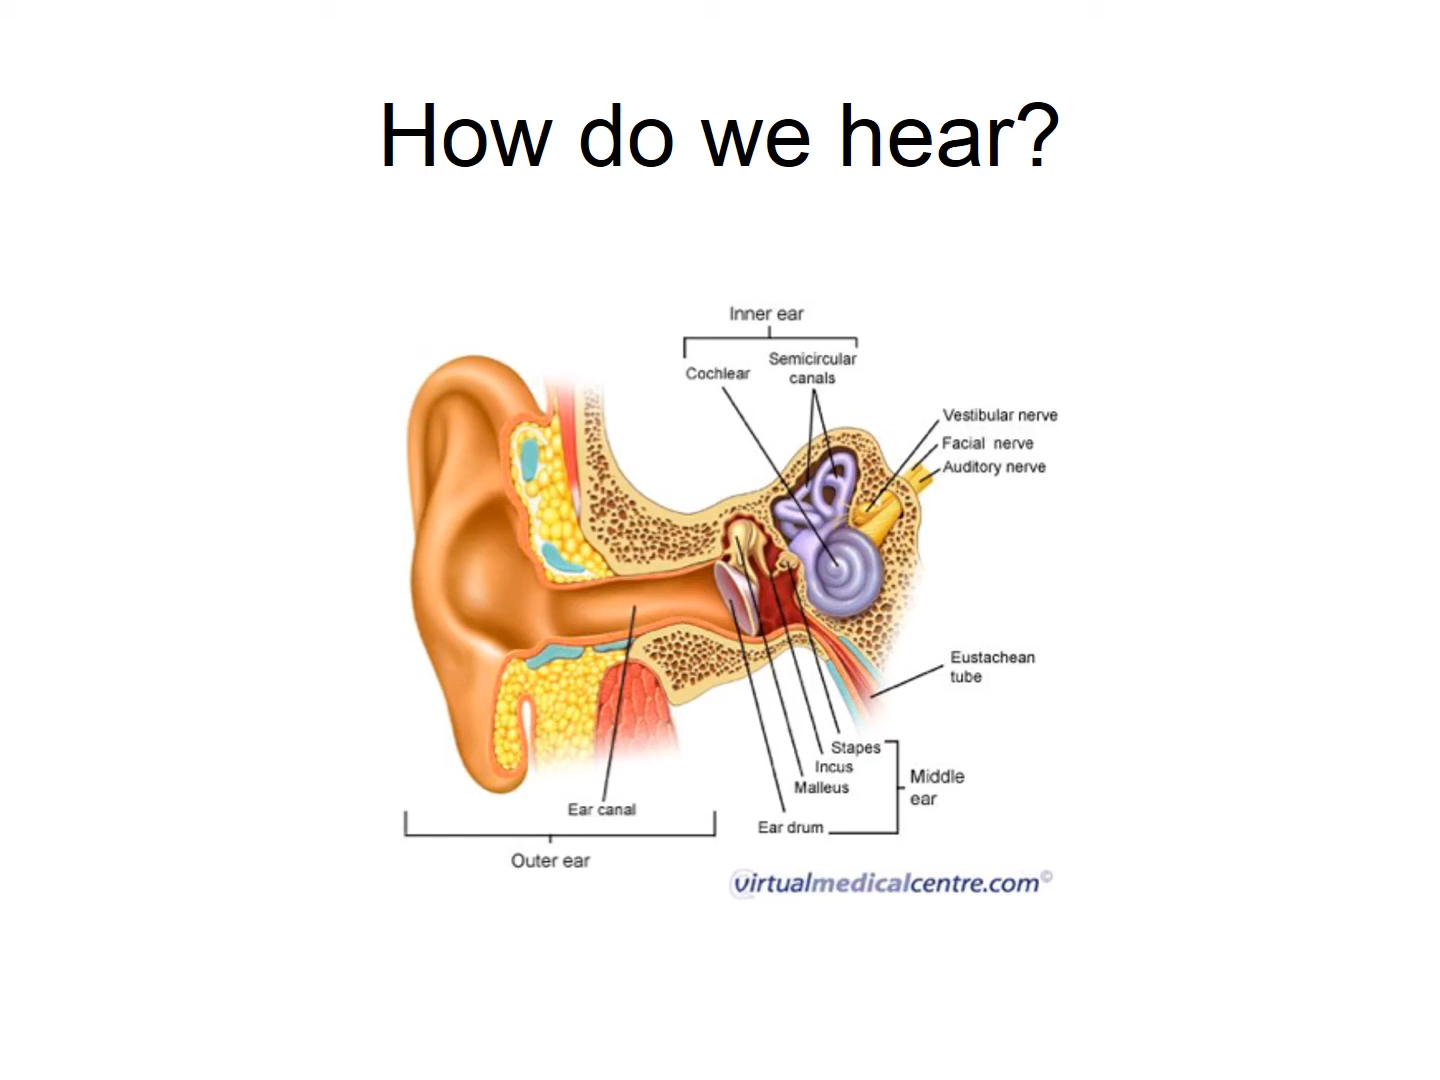 How do we hear?
Inner ear
Cochlear
Semicircular
canals
Vestibular nerve
Facial nerve
Auditory nerve
Eustachean
tube
Stapes
Incus
Malleus
Ear drum
Middle
ear
Ear canal
Outer ear
@virtualmedicalcentre.com©